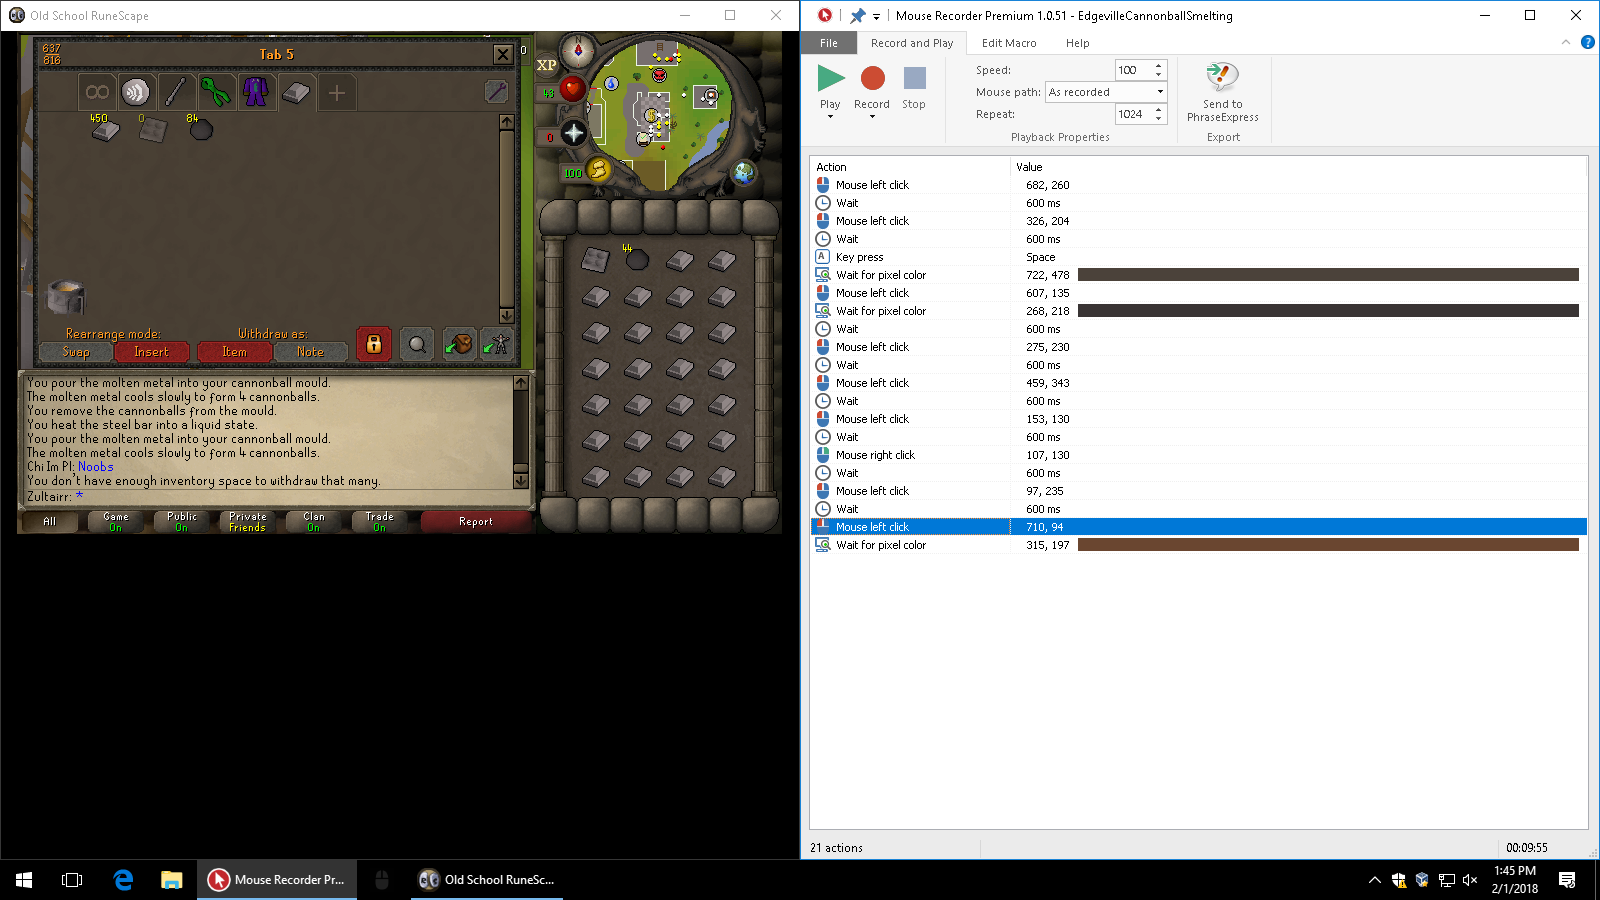 Old School RuneScape
637
816
Tab 5
0
XP
N
43
0
100
450
0
84
44
Rearrange mode:
Withdraw as:
Swap
Insert
Item
Note
You pour the molten metal into your cannonball mould.
The molten metal cools slowly to form 4 cannonballs.
You remove the cannonballs from the mould.
You heat the steel bar into a liquid state.
You pour the molten metal into your cannonball mould.
The molten metal cools slowly to form 4 cannonballs.
Chi Im Pl: Noobs
You don't have enough inventory space to withdraw that many.
Zultairr: *
All
Game
On
Public
On
Private
Friends
Clan
On
Trade
On
Report
Mouse Recorder Premium 1.0.51 - EdgevilleCannonballSmelting
File
Record and Play
Edit Macro
Help
Play
Record
Stop
Speed: 100
Mouse path: As recorded
Repeat: 1024
Playback Properties
Send to
PhraseExpress
Export
Action Value
Mouse left click 682, 260
Wait 600 ms
Mouse left click 326, 204
Wait 600 ms
A Key press Space
Wait for pixel color 722, 478
Mouse left click 607, 135
Wait for pixel color 268, 218
Wait 600 ms
Mouse left click 275, 230
Wait 600 ms
Mouse left click 459, 343
Wait 600 ms
Mouse left click 153, 130
Wait 600 ms
Mouse right click 107, 130
Wait 600 ms
Mouse left click 97, 235
Wait 600 ms
Mouse left click 710, 94
Wait for pixel color 315, 197
21 actions
00:09:55
Mouse Recorder Pr...
Old School RuneSc...
1:45 PM
2/1/2018